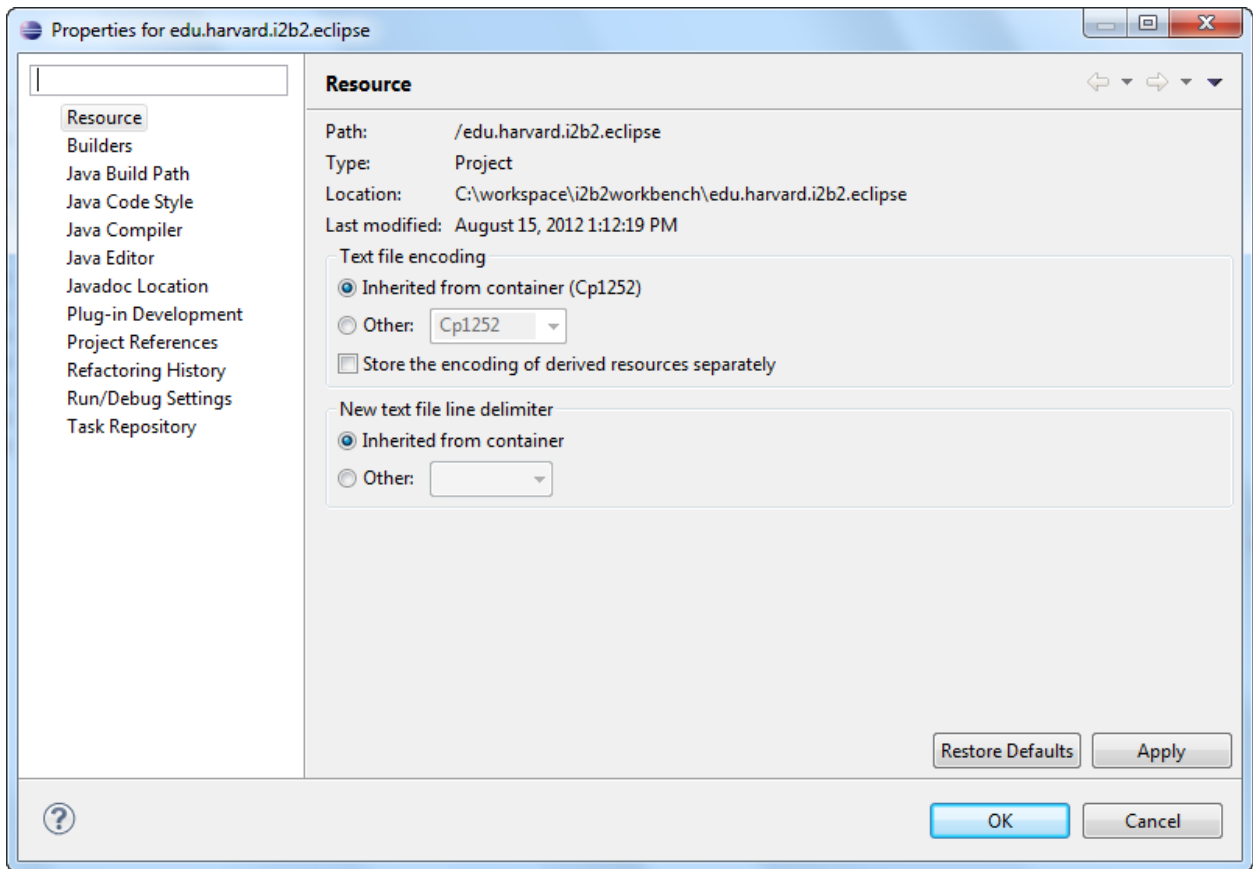 Properties for edu.harvard.i2b2.eclipse
Resource
Builders
Java Build Path
Java Code Style
Java Compiler
Java Editor
Javadoc Location
Plug-in Development
Project References
Refactoring History
Run/Debug Settings
Task Repository
Resource
Path: /edu.harvard.i2b2.eclipse
Type: Project
Location: C:\workspace\i2b2workbench\edu.harvard.i2b2.eclipse
Last modified: August 15, 2012 1:12:19 PM
Text file encoding
Inherited from container (Cp1252)
Other: Cp1252
Store the encoding of derived resources separately
New text file line delimiter
Inherited from container
Other:
Restore Defaults Apply
OK Cancel